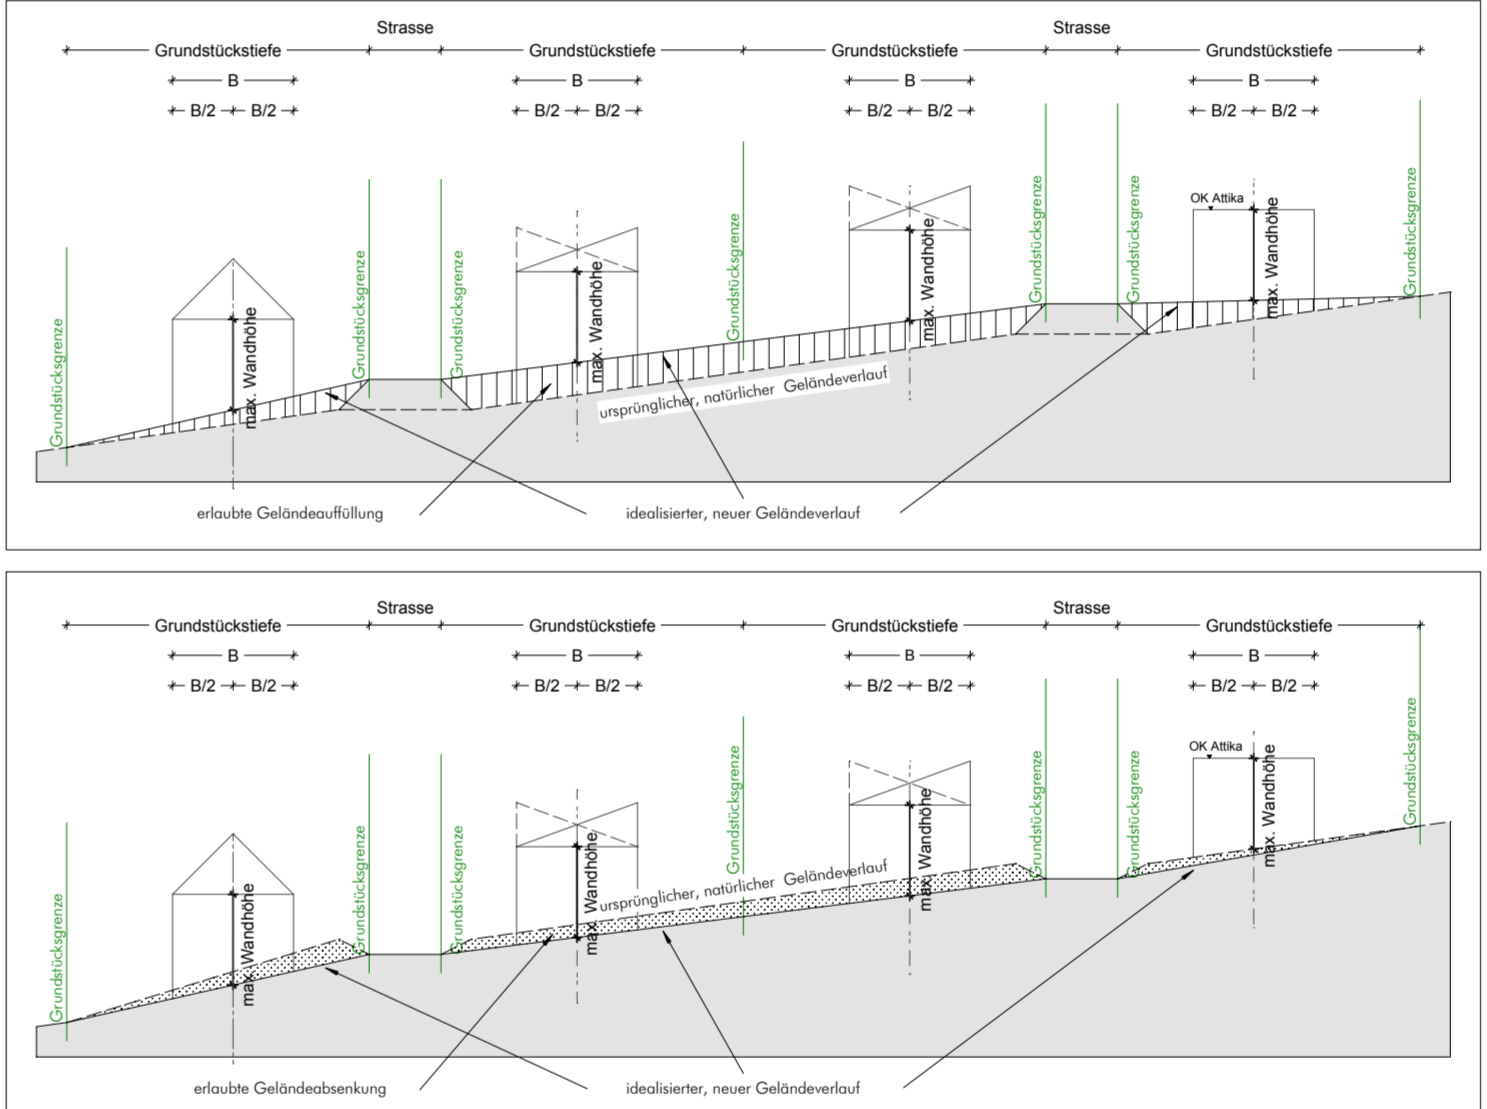 Strasse Strasse
Grundstückstiefe Grundstückstiefe Grundstückstiefe Grundstückstiefe
B B B B
B/2 B/2 B/2 B/2 B/2 B/2 B/2 B/2
OK Attika
Grundstücksgrenze
max. Wandhöhe
Grundstücksgrenze
Grundstücksgrenze
max. Wandhöhe
Grundstücksgrenze
max. Wandhöhe
Grundstücksgrenze
Grundstücksgrenze
max. Wandhöhe
Grundstücksgrenze
ursprünglicher, natürlicher Geländeverlauf
erlaubte Geländeauffüllung idealisierter, neuer Geländeverlauf
Strasse Strasse
Grundstückstiefe Grundstückstiefe Grundstückstiefe Grundstückstiefe
B B B B
B/2 B/2 B/2 B/2 B/2 B/2 B/2 B/2
OK Attika
Grundstücksgrenze
max. Wandhöhe
Grundstücksgrenze
Grundstücksgrenze
max. Wandhöhe
Grundstücksgrenze
max. Wandhöhe
Grundstücksgrenze
Grundstücksgrenze
max. Wandhöhe
Grundstücksgrenze
ursprünglicher, natürlicher Geländeverlauf
erlaubte Geländeabsenkung idealisierter, neuer Geländeverlauf